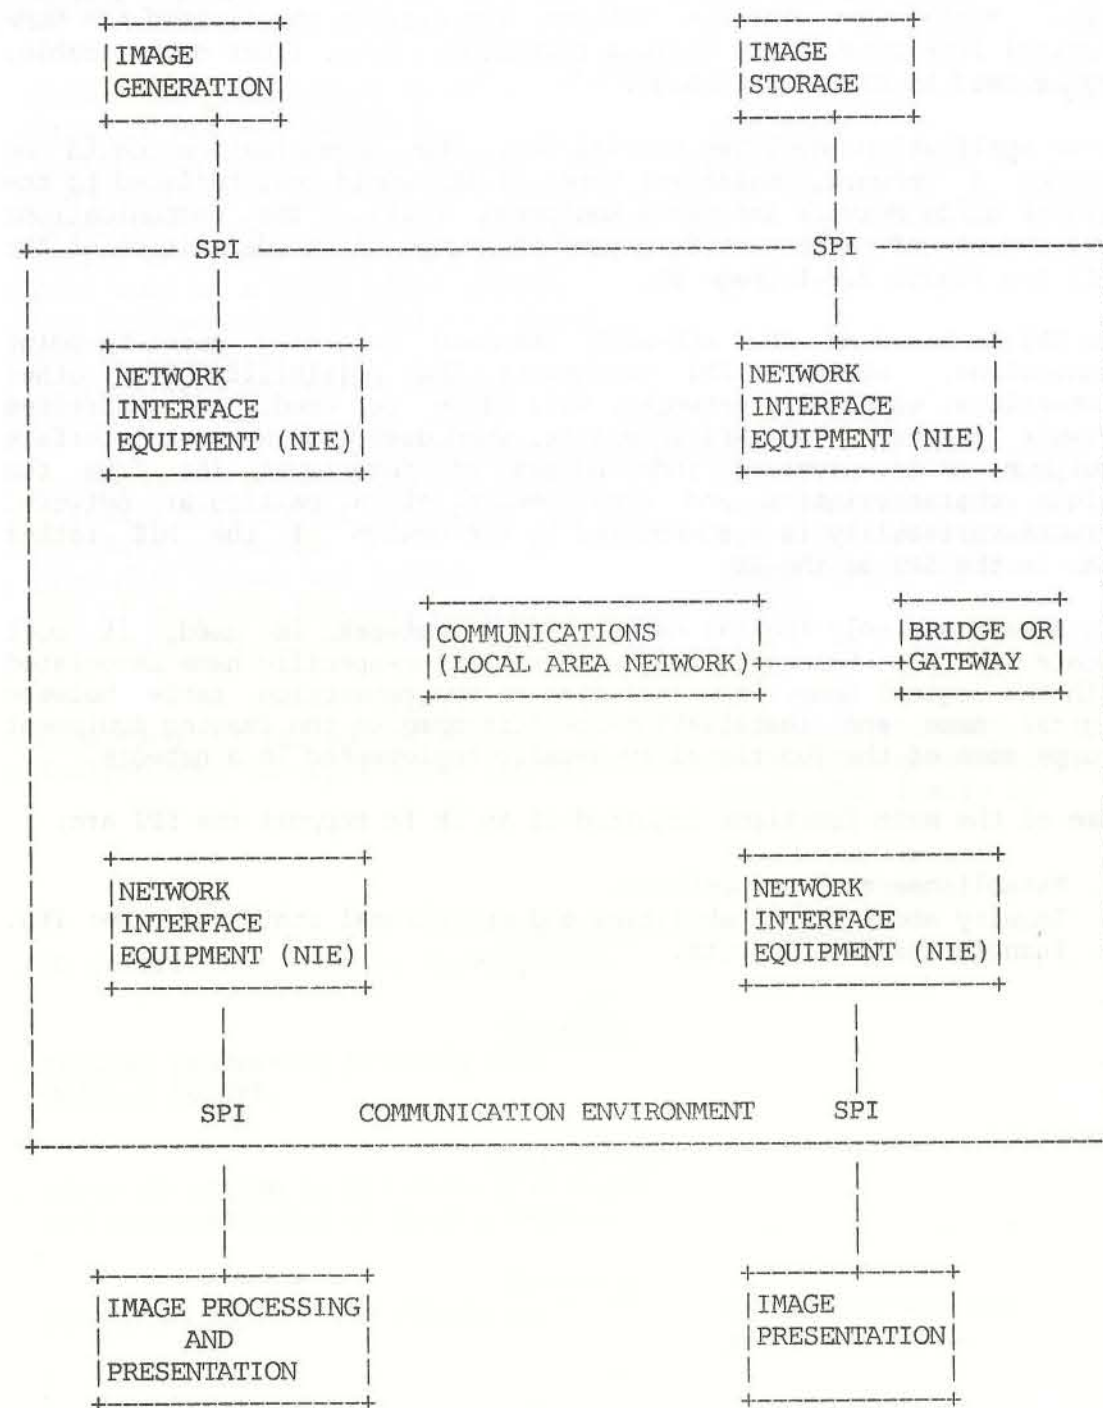 IMAGE
GENERATION
IMAGE
STORAGE
SPI
SPI
NETWORK
INTERFACE
EQUIPMENT (NIE)
NETWORK
INTERFACE
EQUIPMENT (NIE)
COMMUNICATIONS
(LOCAL AREA NETWORK)
BRIDGE OR
GATEWAY
NETWORK
INTERFACE
EQUIPMENT (NIE)
NETWORK
INTERFACE
EQUIPMENT (NIE)
SPI COMMUNICATION ENVIRONMENT SPI
IMAGE PROCESSING
AND
PRESENTATION
IMAGE
PRESENTATION